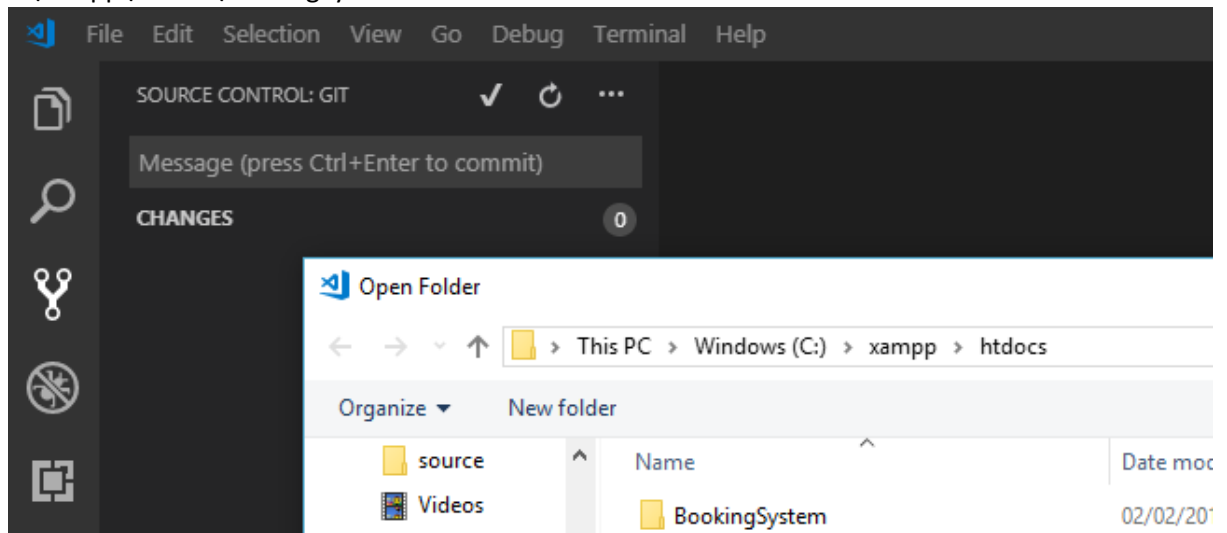 File Edit Selection View Go Debug Terminal Help
SOURCE CONTROL: GIT
Message (press Ctrl+Enter to commit)
CHANGES 0
Open Folder
This PC > Windows (C:) > xampp > htdocs
Organize New folder
source Name Date mod
Videos BookingSystem 02/02/201